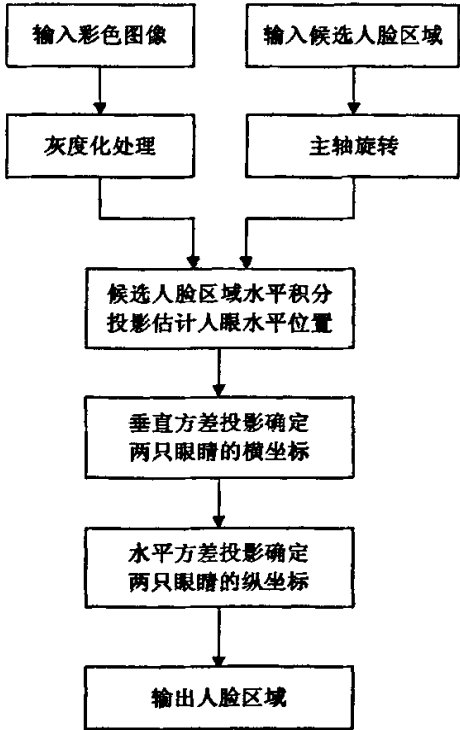 输入彩色图像
输入候选人脸区域
灰度化处理
主轴旋转
候选人脸区域水平积分
投影估计人眼水平位置
垂直方差投影确定
两只眼睛的横坐标
水平方差投影确定
两只眼睛的纵坐标
输出人脸区域